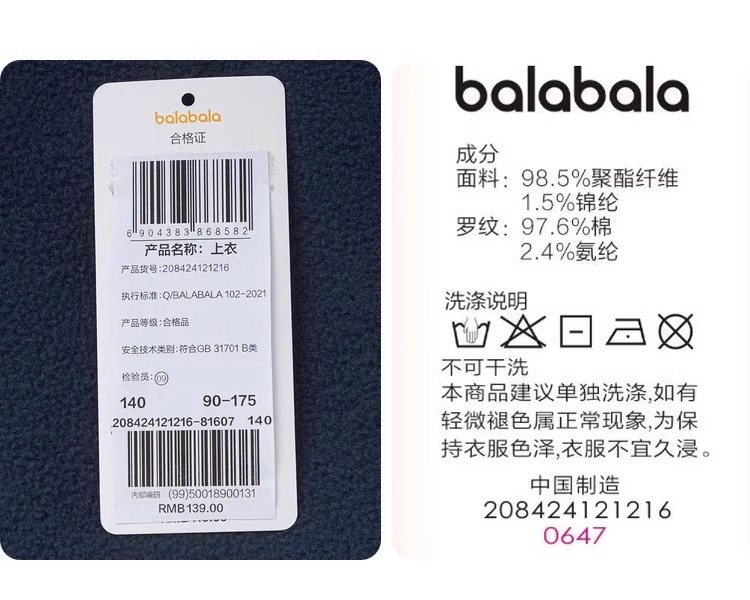 balabala
合格证
6904383868582
产品名称：上衣
产品货号:208424121216
执行标准:Q/BALABALA 102-2021
产品等级:合格品
安全技术类别:符合GB 31701 B类
检验员:09
140 90-175
208424121216-81607 140
内部编码 (99)50018900131
RMB139.00
balabala
成分
面料：98.5%聚酯纤维
1.5%锦纶
罗纹：97.6%棉
2.4%氨纶
洗涤说明
不可干洗
本商品建议单独洗涤,如有
轻微褪色属正常现象,为保
持衣服色泽,衣服不宜久浸。
中国制造
208424121216
0647